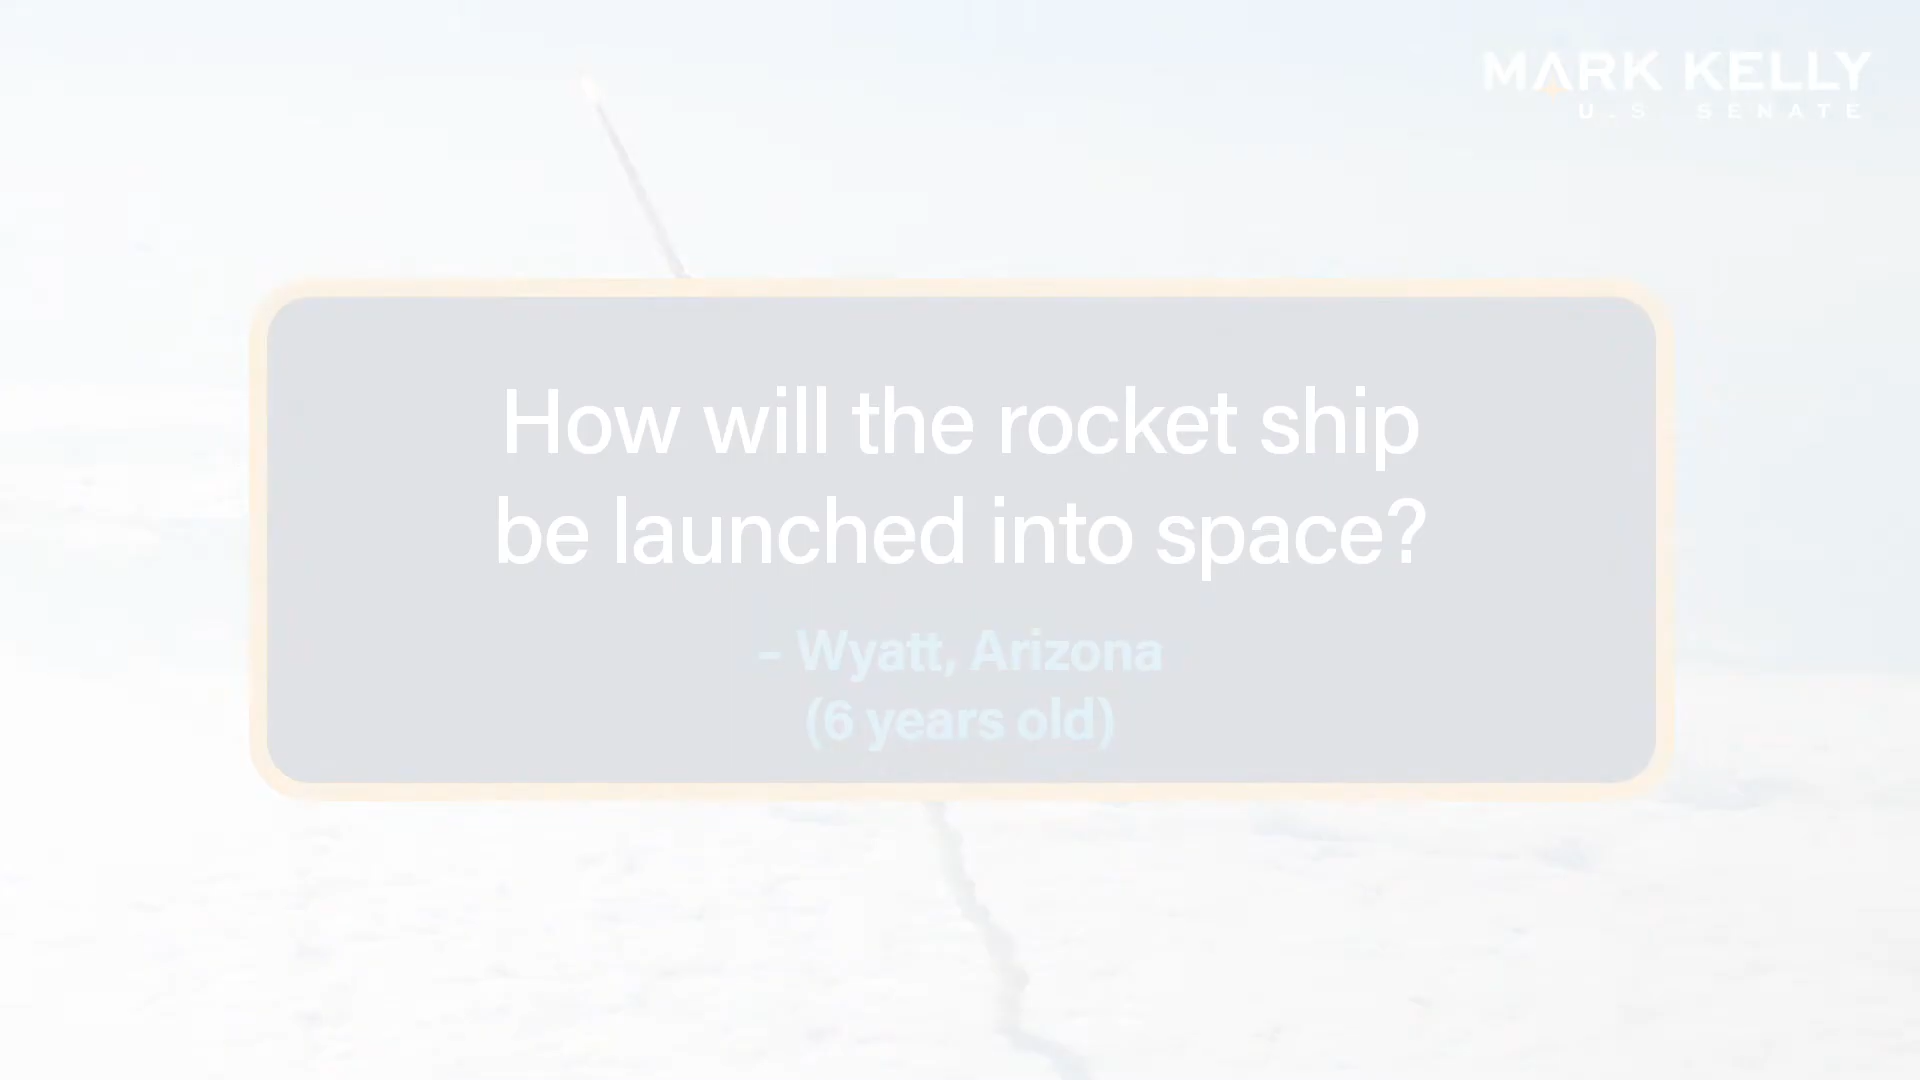 MARK KELLY
U.S. SENATE
How will the rocket ship
be launched into space?
– Wyatt, Arizona
(6 years old)